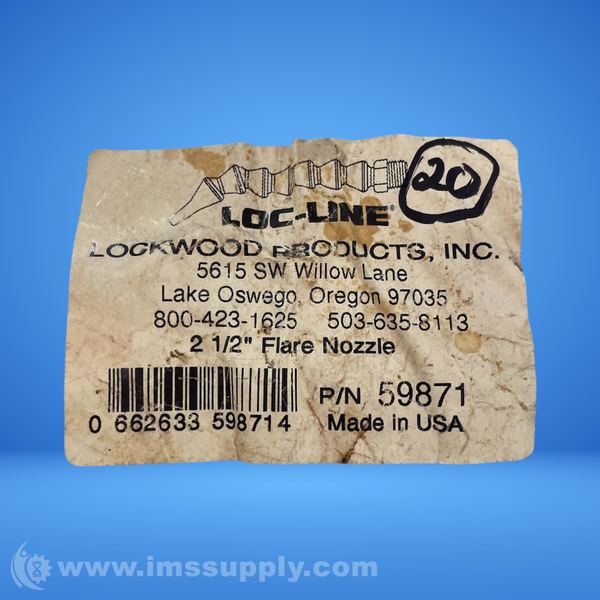 20
LOC-LINE®
LOCKWOOD PRODUCTS, INC.
5615 SW Willow Lane
Lake Oswego, Oregon 97035
800-423-1625 503-635-8113
2 1/2" Flare Nozzle
P/N 59871
0 662633 598714 Made in USA
www.imssupply.com